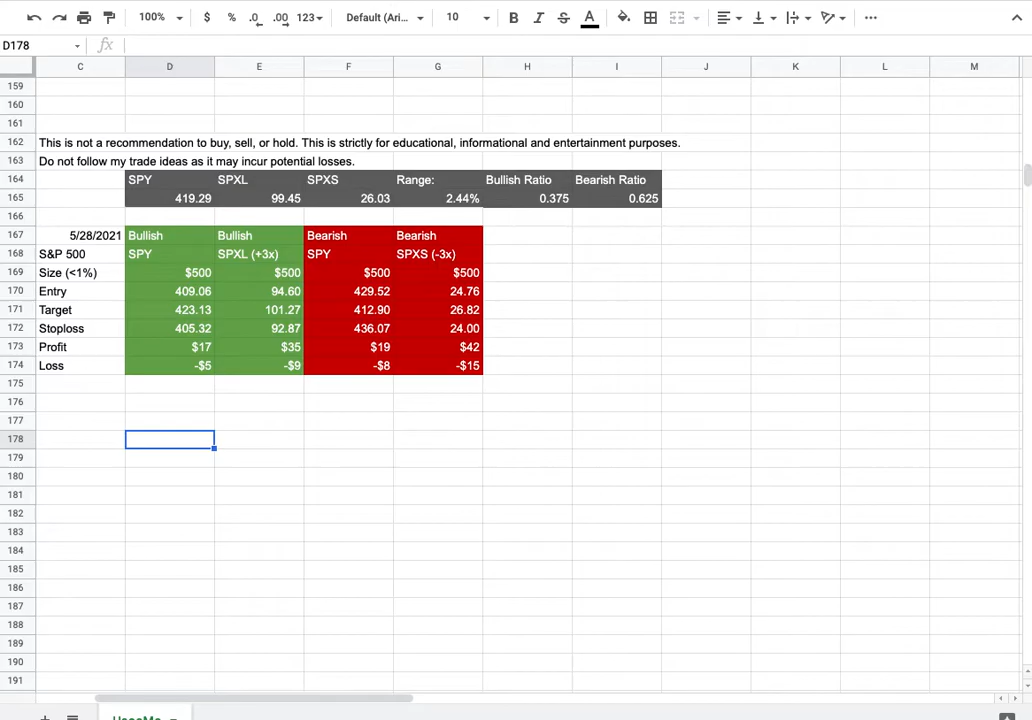 100% $ % .0 .00 123 Default (Ari... 10 B I S A
D178 fx
C D E F G H I J K L M
159
160
161
162 This is not a recommendation to buy, sell, or hold. This is strictly for educational, informational and entertainment purposes.
163 Do not follow my trade ideas as it may incur potential losses.
164 SPY SPXL SPXS Range: Bullish Ratio Bearish Ratio
165 419.29 99.45 26.03 2.44% 0.375 0.625
166
167 5/28/2021 Bullish Bullish Bearish Bearish
168 S&P 500 SPY SPXL (+3x) SPY SPXS (-3x)
169 Size (<1%) $500 $500 $500 $500
170 Entry 409.06 94.60 429.52 24.76
171 Target 423.13 101.27 412.90 26.82
172 Stoploss 405.32 92.87 436.07 24.00
173 Profit $17 $35 $19 $42
174 Loss -$5 -$9 -$8 -$15
175
176
177
178
179
180
181
182
183
184
185
186
187
188
189
190
191